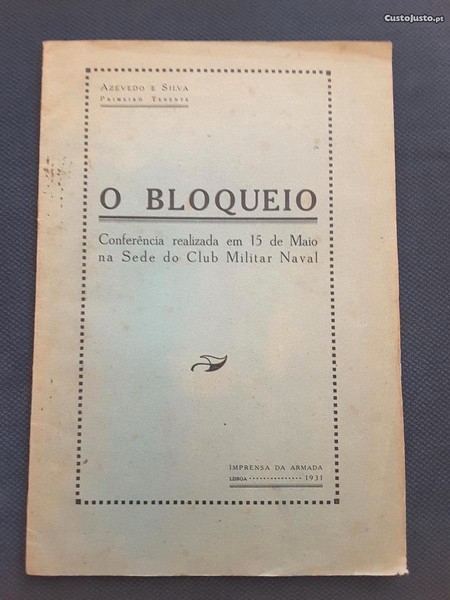 CustoJusto.pt
AZEVEDO E SILVA
PRIMEIRO TENENTE
O BLOQUEIO
Conferência realizada em 15 de Maio
na Sede do Club Militar Naval
IMPRENSA DA ARMADA
LISBOA ················ 1931